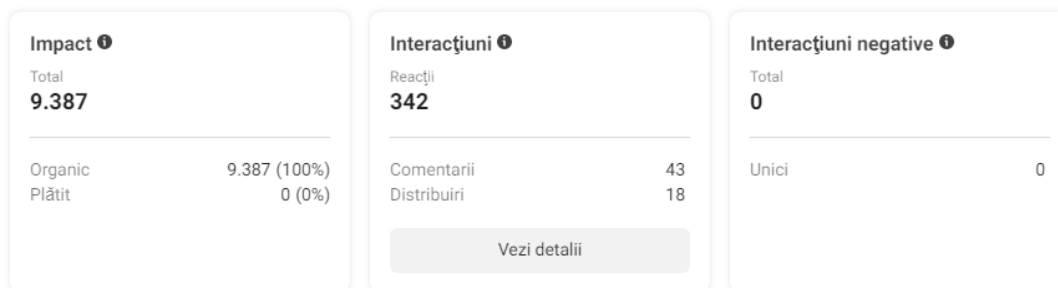 Impact
Total
9.387
Organic 9.387 (100%)
Plătit 0 (0%)
Interacţiuni
Reacții
342
Comentarii 43
Distribuiri 18
Vezi detalii
Interacţiuni negative
Total
0
Unici 0